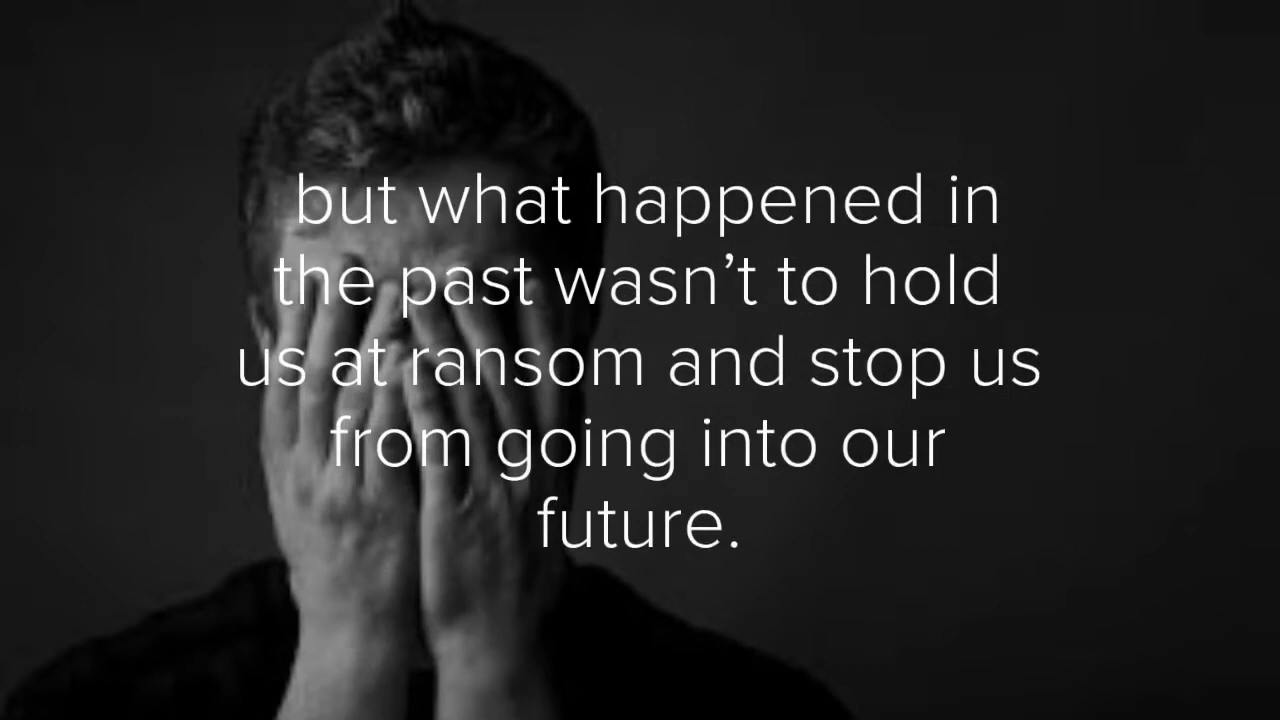 but what happened in
the past wasn’t to hold
us at ransom and stop us
from going into our
future.